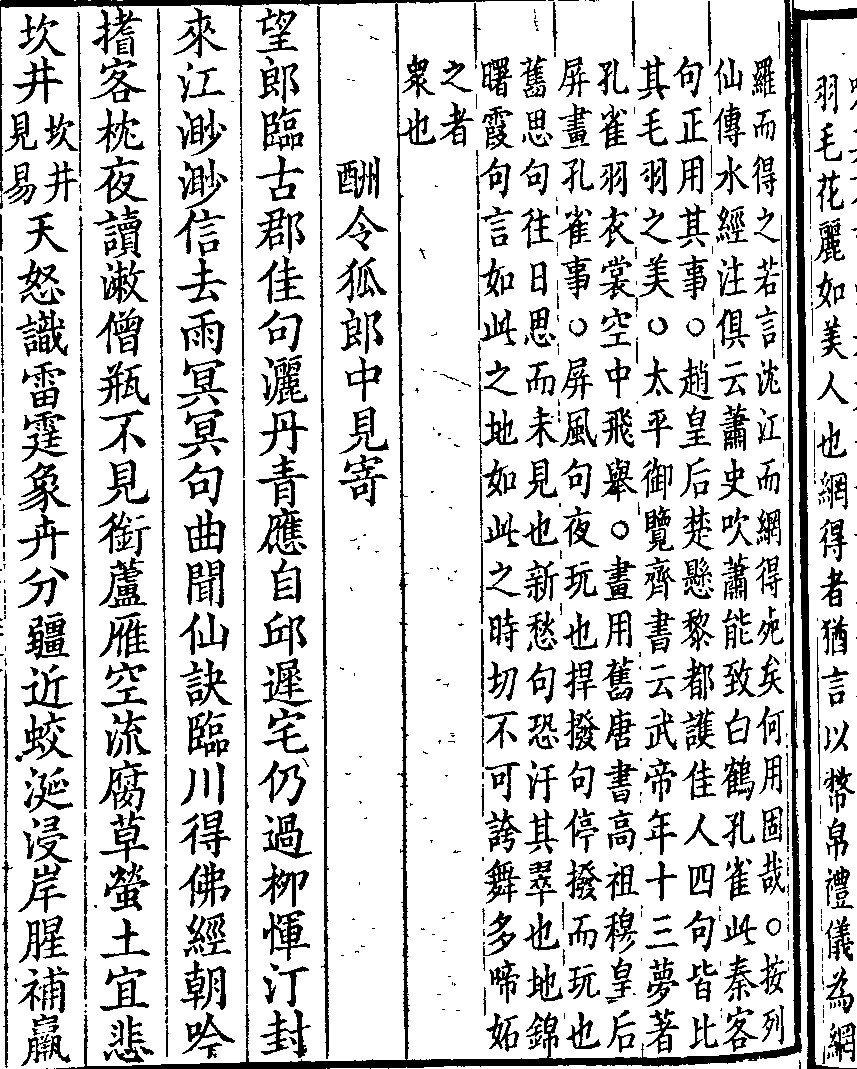 羽毛花麗如美人也網得者猶言以幣帛禮儀為網
羅而得之若言沈江而網得宛矣何用固哉○按列
仙傳水經注俱云蕭史吹蕭能致白鶴孔雀此秦客
句正用其事○趙皇后楚懸黎都護佳人四句皆比
其毛羽之美○太平御覽齊書云武帝年十三夢著
孔雀羽衣裳空中飛舉○畫用舊唐書高祖穆皇后
屏畫孔雀事○屏風句夜玩也捍撥句停撥而玩也
舊思句往日思而未見也新愁句恐汙其翠也地錦
曙霞句言如此之地如此之時切不可誇舞多啼妬
之者
衆也
酬令狐郎中見寄
望郎臨古郡佳句灑丹青應自邱遲宅仍過柳惲汀封
來江渺渺信去雨冥冥句曲聞仙訣臨川得佛經朝吟
搘客枕夜讀漱僧瓶不見銜蘆雁空流腐草螢土宜悲
坎井坎井見易天怒識雷霆象卉分疆近蛟涎浸岸腥補羸